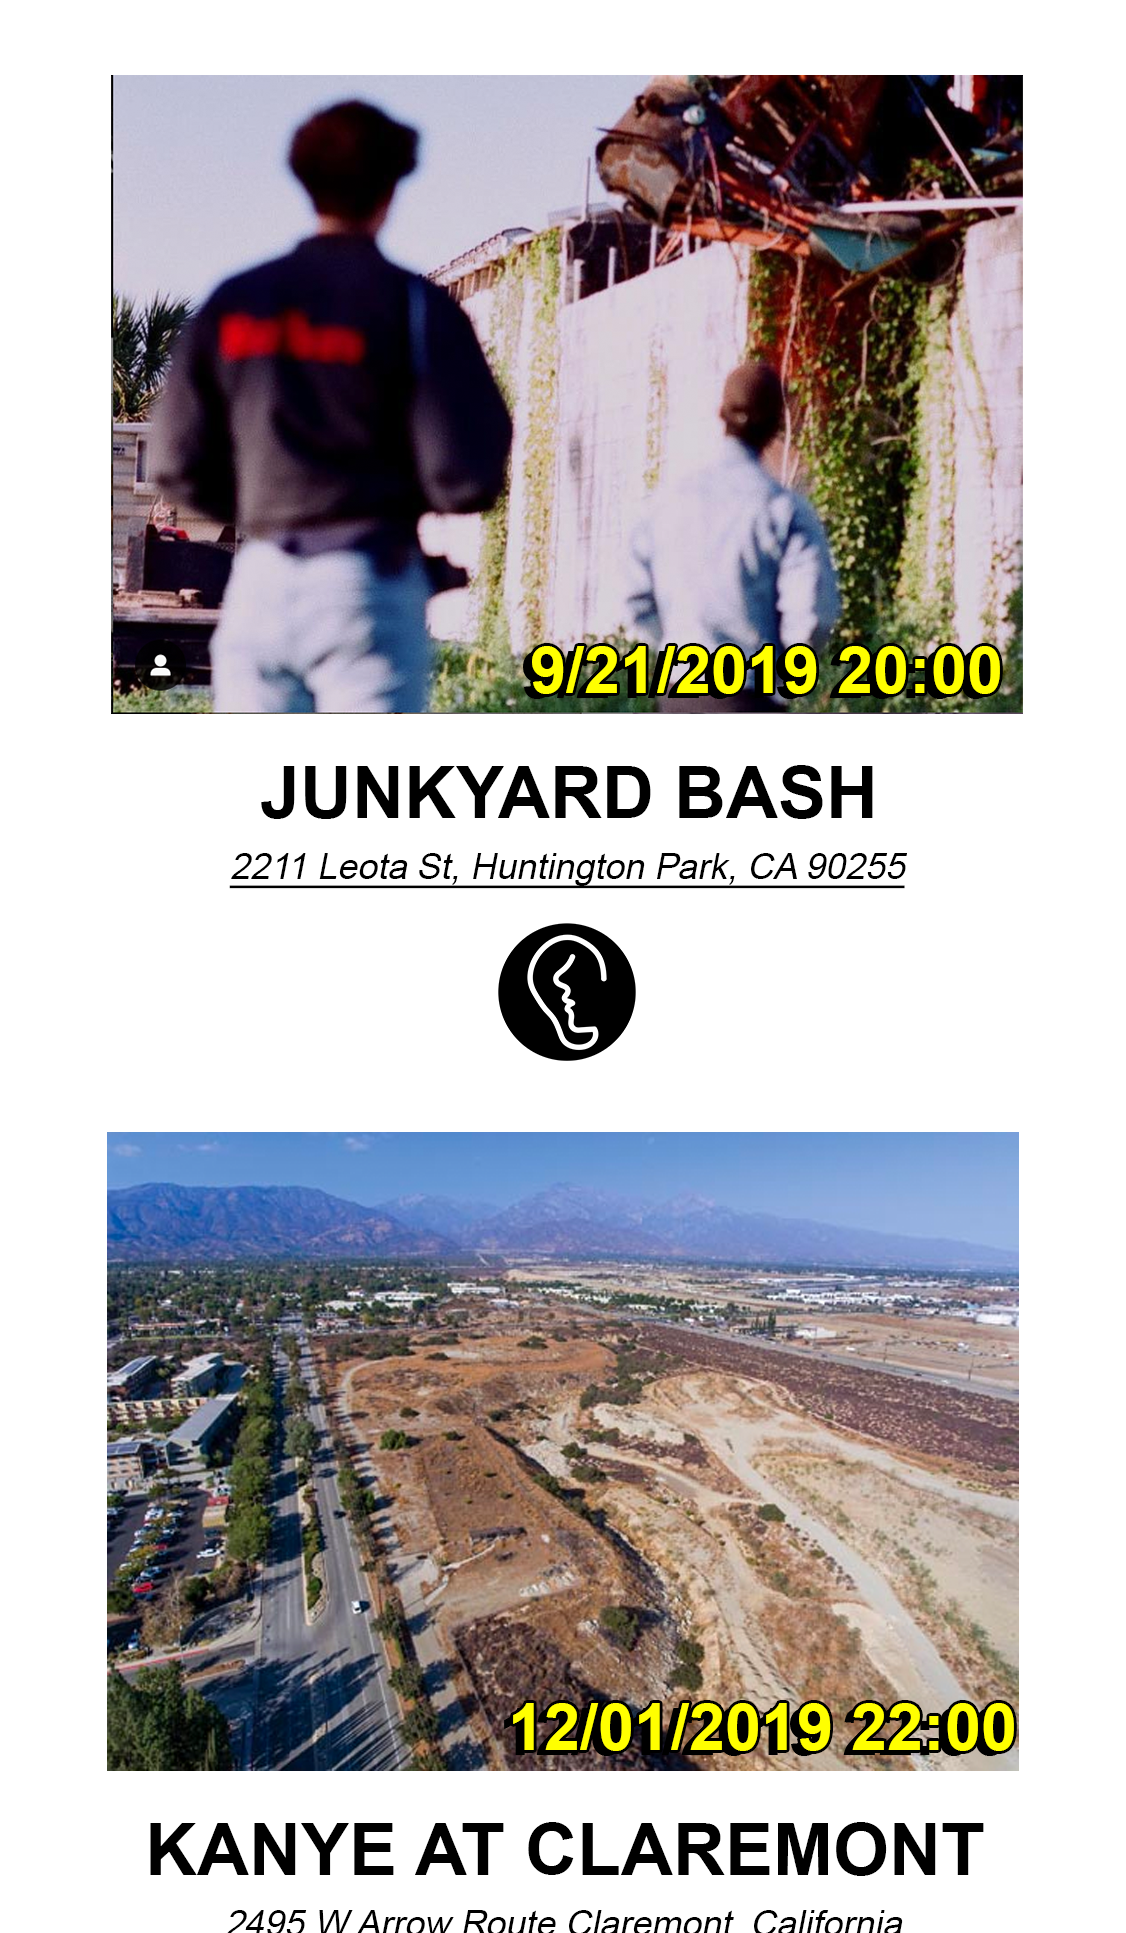 9/21/2019 20:00
JUNKYARD BASH
2211 Leota St, Huntington Park, CA 90255
12/01/2019 22:00
KANYE AT CLAREMONT
2495 W Arrow Route Claremont, California